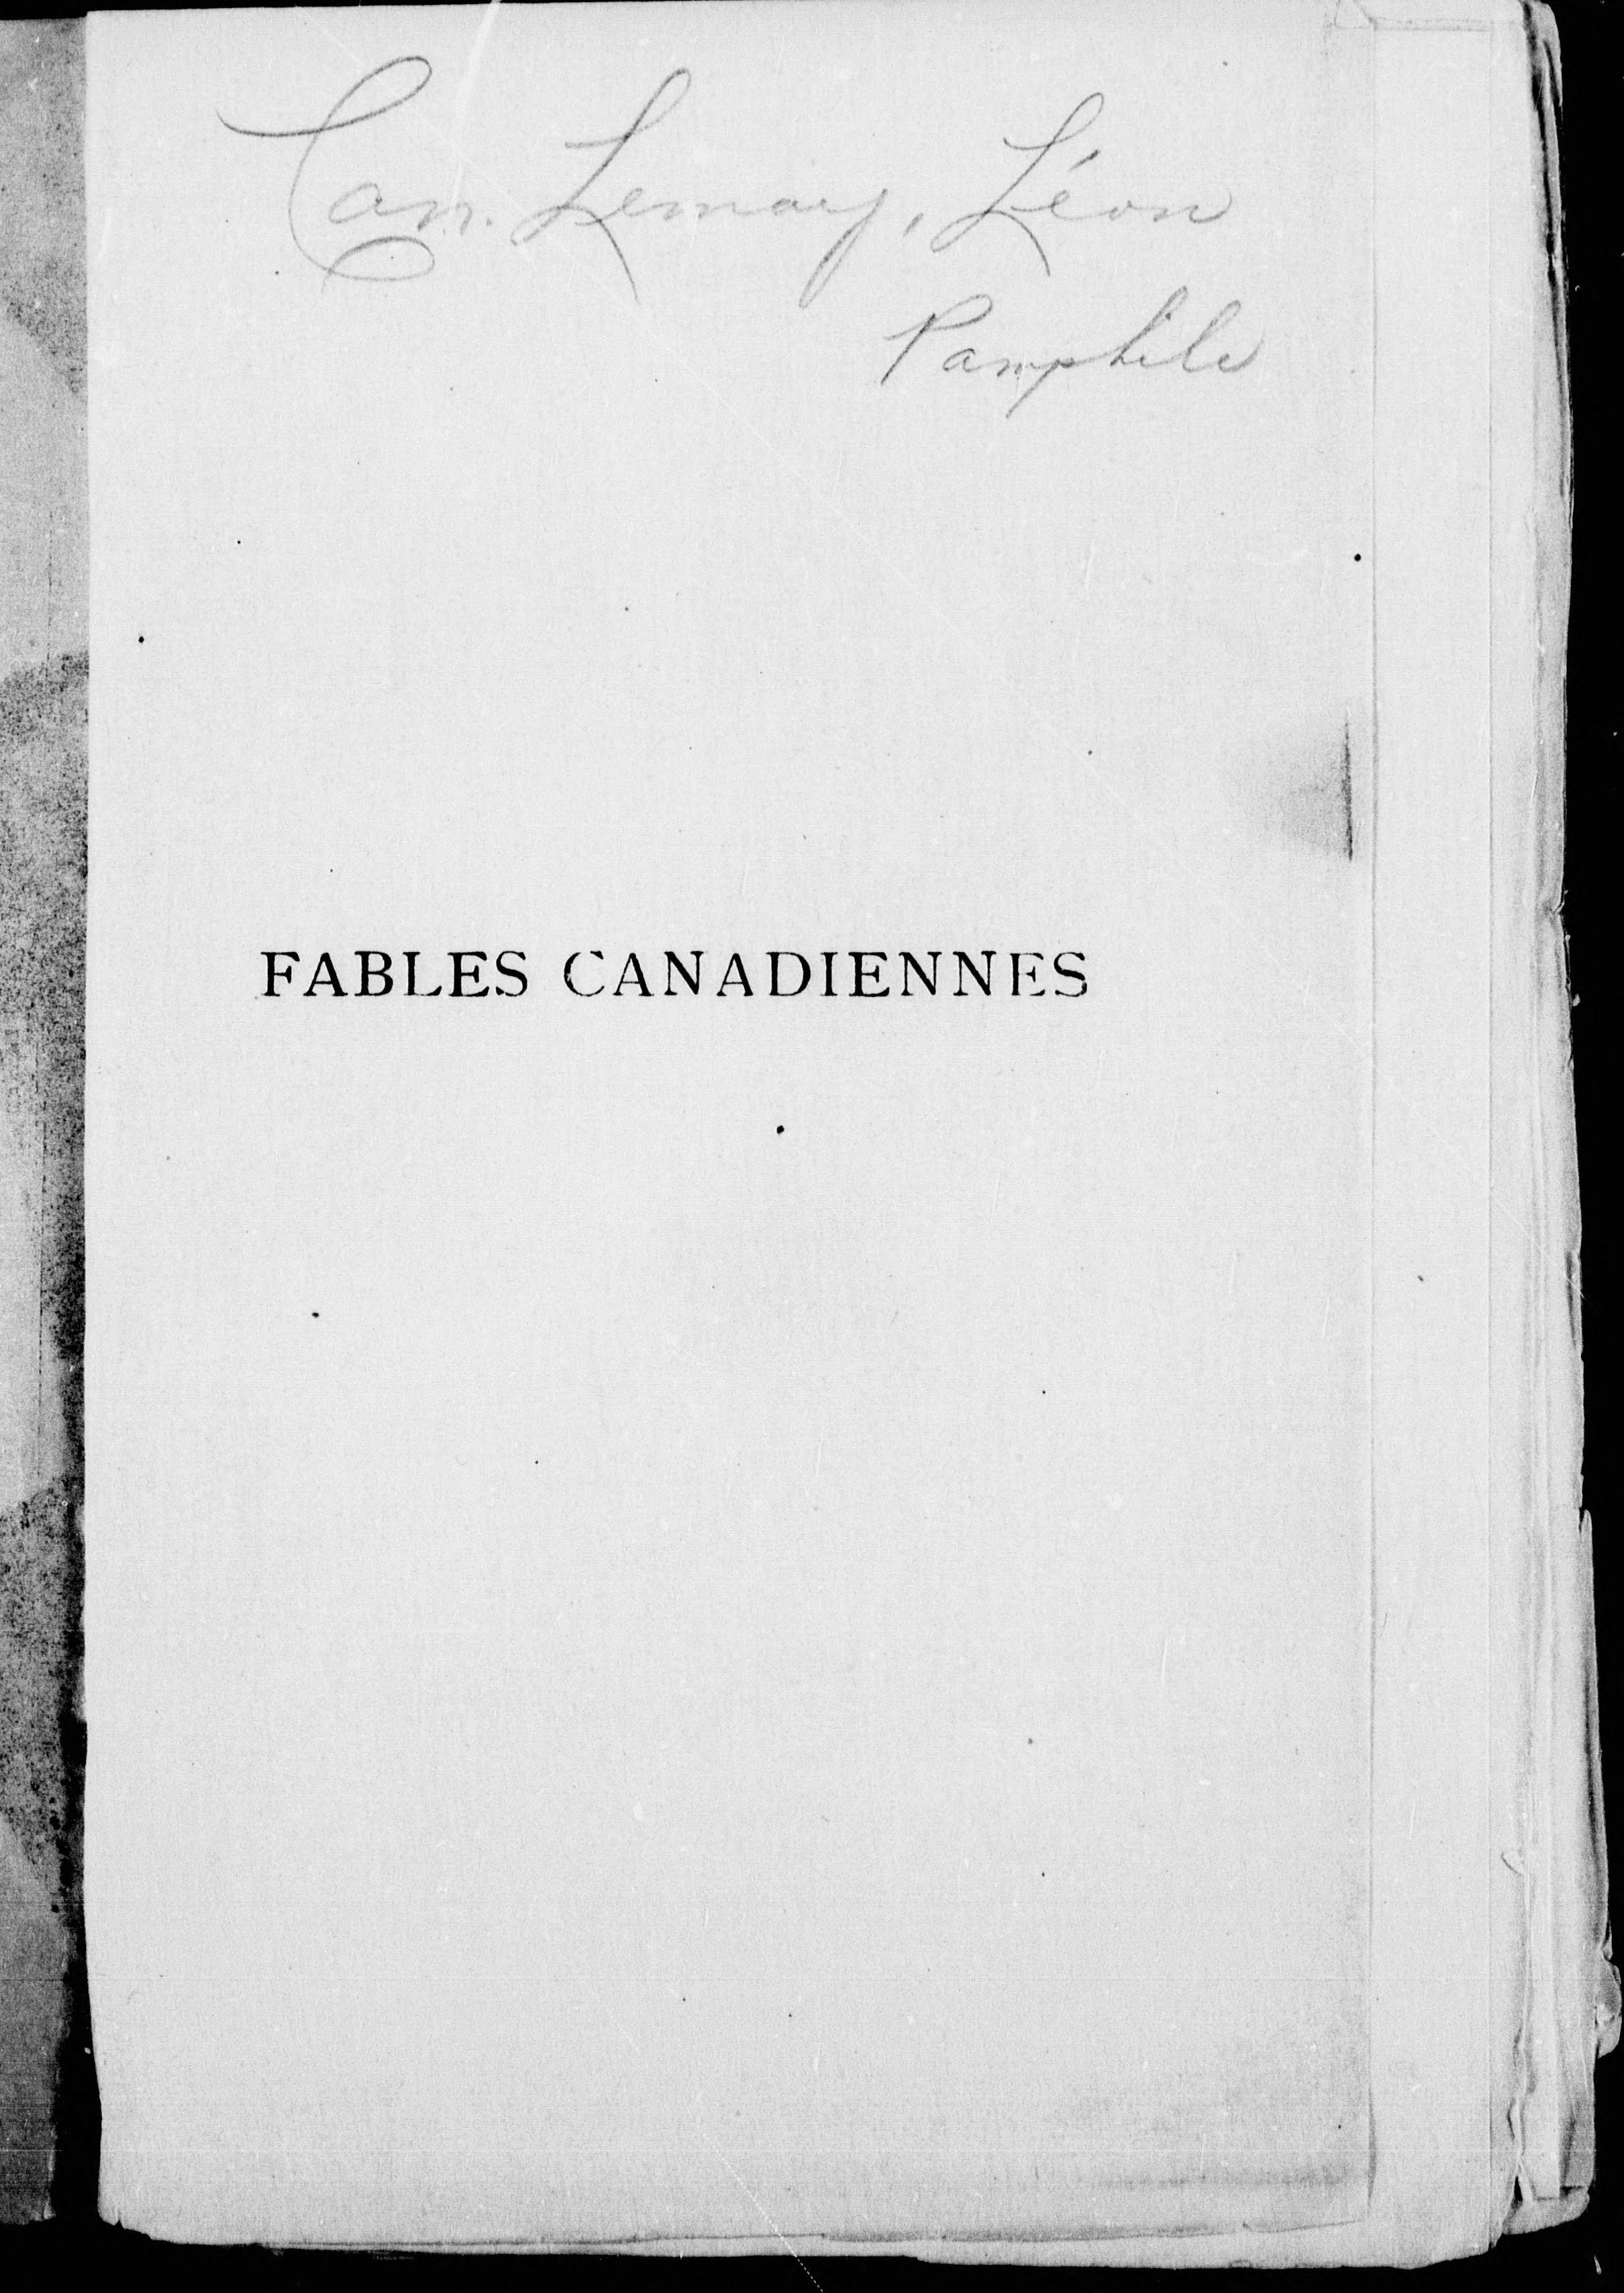 Can. Lemay, Léon
Pamphile
FABLES CANADIENNES